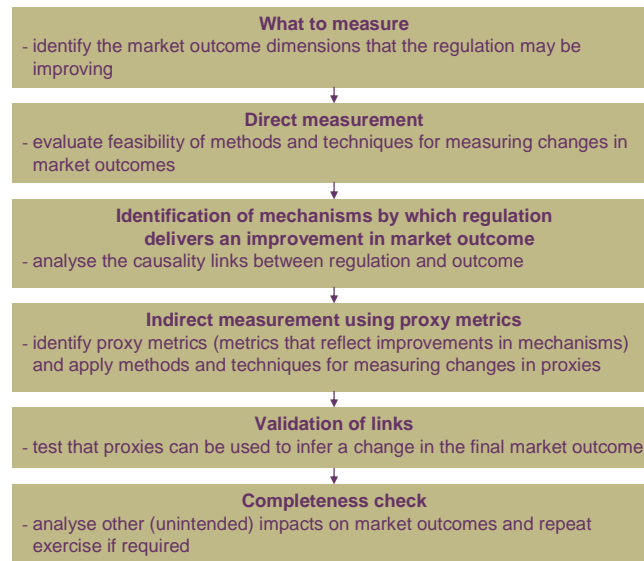 What to measure
- identify the market outcome dimensions that the regulation may be
improving
Direct measurement
- evaluate feasibility of methods and techniques for measuring changes in
market outcomes
Identification of mechanisms by which regulation
delivers an improvement in market outcome
- analyse the causality links between regulation and outcome
Indirect measurement using proxy metrics
- identify proxy metrics (metrics that reflect improvements in mechanisms)
and apply methods and techniques for measuring changes in proxies
Validation of links
- test that proxies can be used to infer a change in the final market outcome
Completeness check
- analyse other (unintended) impacts on market outcomes and repeat
exercise if required